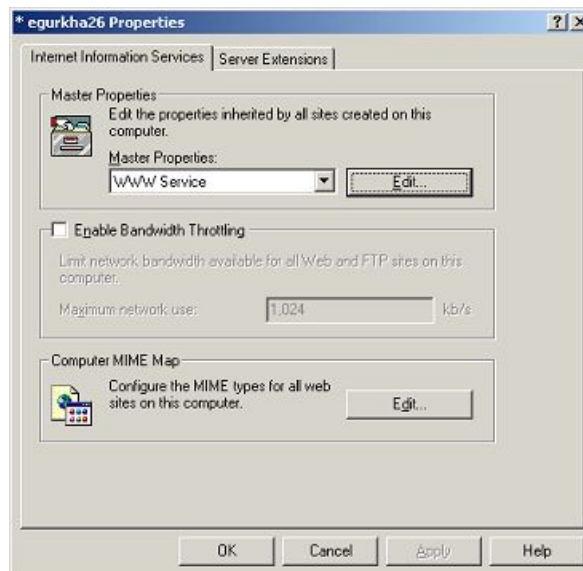 * egurkha26 Properties
Internet Information Services
Server Extensions
Master Properties
Edit the properties inherited by all sites created on this
computer.
Master Properties:
WWW Service
Edit...
Enable Bandwidth Throttling
Limit network bandwidth available for all Web and FTP sites on this
computer.
Maximum network use:
1,024
kb/s
Computer MIME Map
Configure the MIME types for all web
sites on this computer.
Edit...
OK
Cancel
Apply
Help